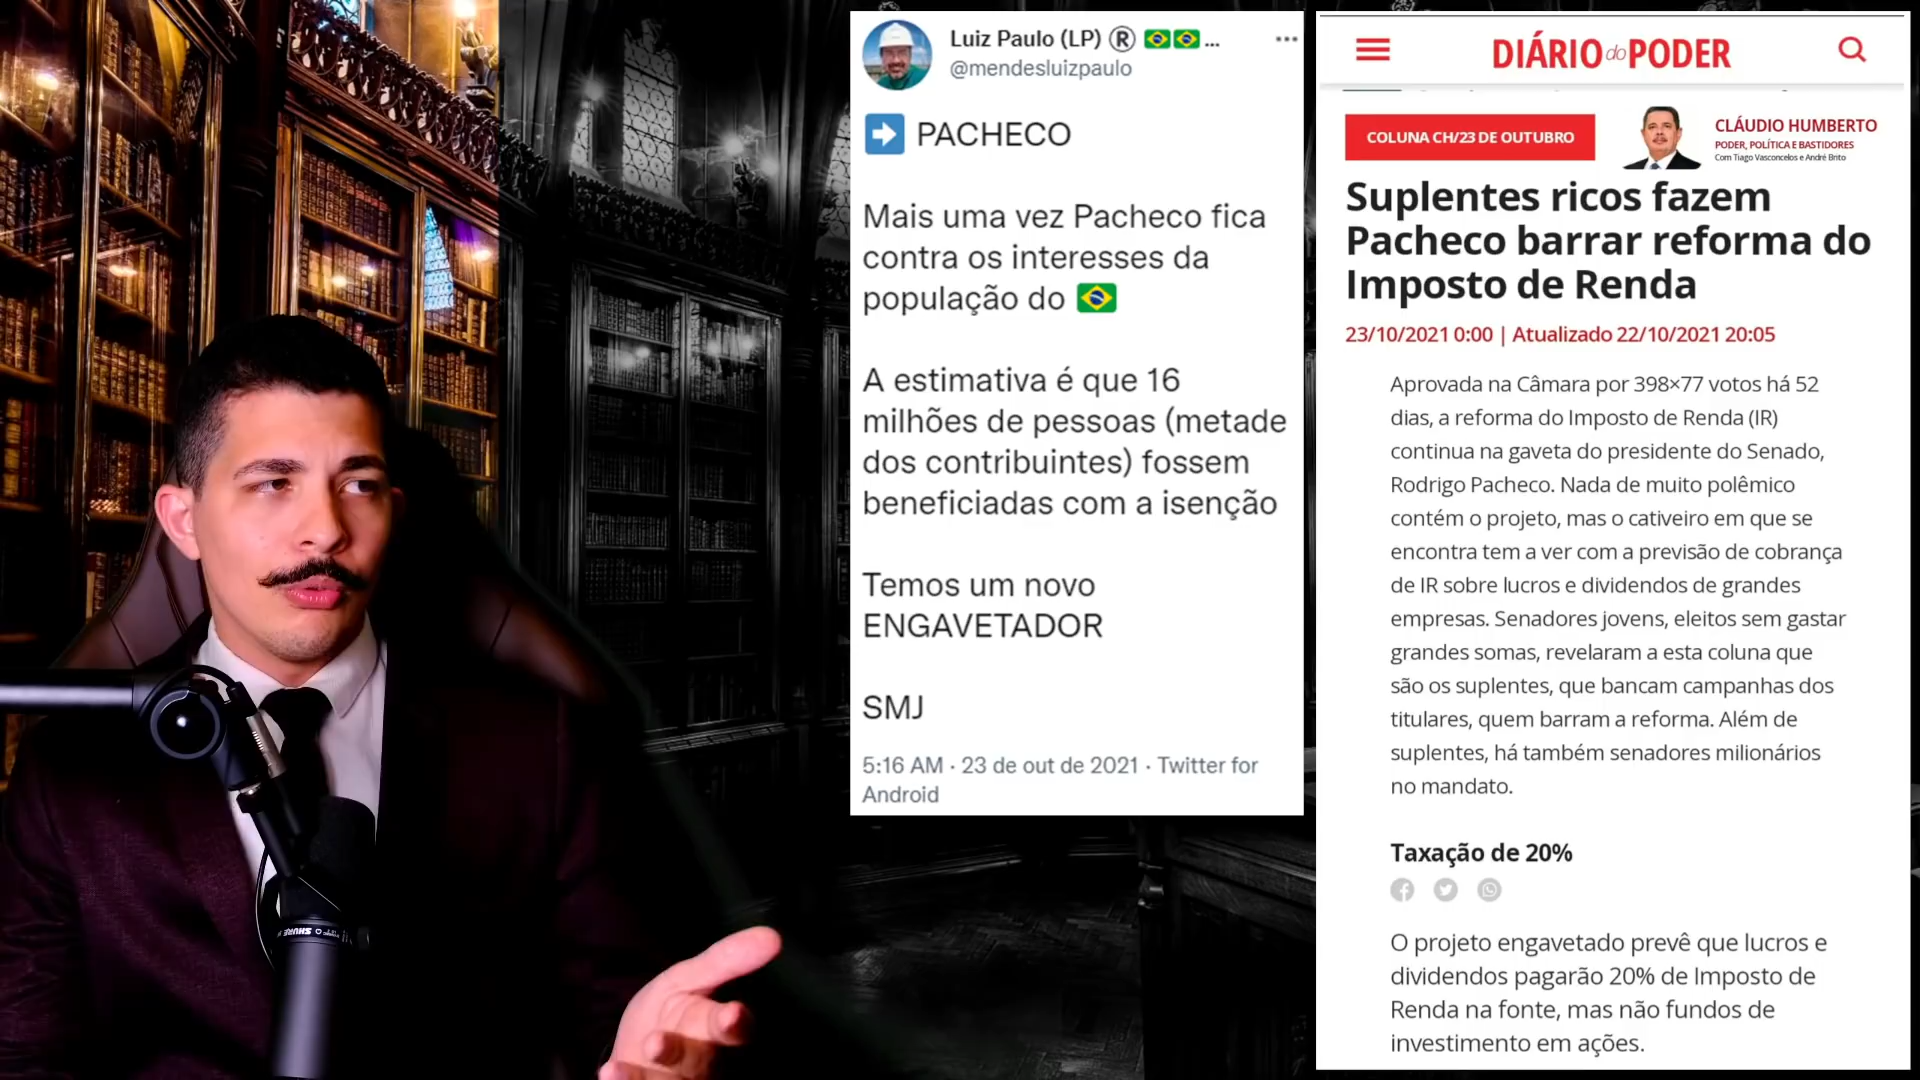 Luiz Paulo (LP) ® 🇧🇷🇧🇷 ...
@mendesluizpaulo
➡️ PACHECO
Mais uma vez Pacheco fica
contra os interesses da
população do 🇧🇷
A estimativa é que 16
milhões de pessoas (metade
dos contribuintes) fossem
beneficiadas com a isenção
Temos um novo
ENGAVETADOR
SMJ
5:16 AM · 23 de out de 2021 · Twitter for
Android
DIÁRIO do PODER
COLUNA CH/23 DE OUTUBRO
CLÁUDIO HUMBERTO
PODER, POLÍTICA E BASTIDORES
Com Tiago Vasconcelos e André Brito
Suplentes ricos fazem
Pacheco barrar reforma do
Imposto de Renda
23/10/2021 0:00 | Atualizado 22/10/2021 20:05
Aprovada na Câmara por 398×77 votos há 52
dias, a reforma do Imposto de Renda (IR)
continua na gaveta do presidente do Senado,
Rodrigo Pacheco. Nada de muito polêmico
contém o projeto, mas o cativeiro em que se
encontra tem a ver com a previsão de cobrança
de IR sobre lucros e dividendos de grandes
empresas. Senadores jovens, eleitos sem gastar
grandes somas, revelaram a esta coluna que
são os suplentes, que bancam campanhas dos
titulares, quem barram a reforma. Além de
suplentes, há também senadores milionários
no mandato.
Taxação de 20%
O projeto engavetado prevê que lucros e
dividendos pagarão 20% de Imposto de
Renda na fonte, mas não fundos de
investimento em ações.
SHURE